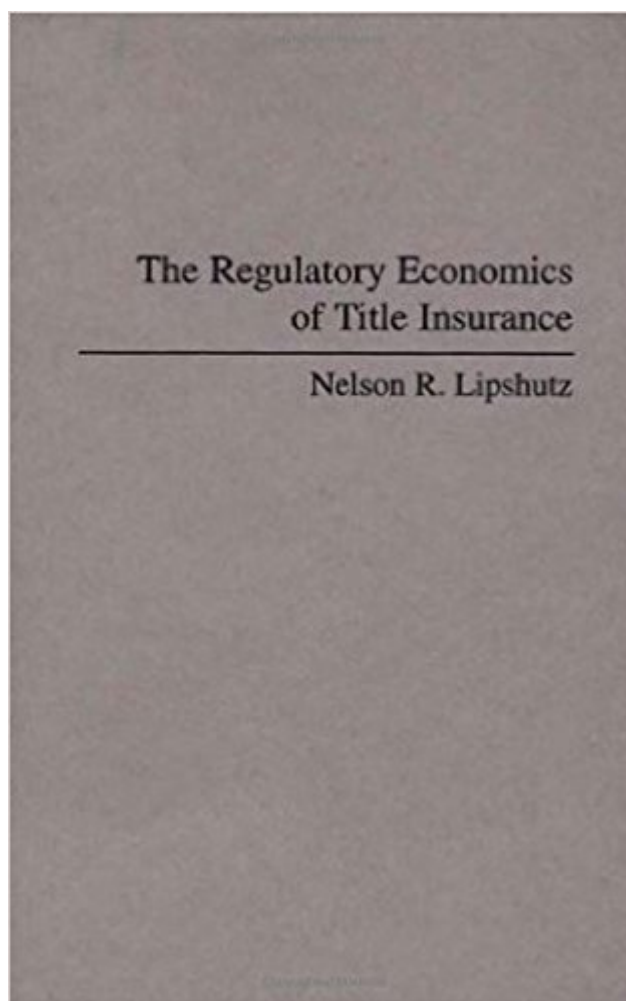 The Regulatory Economics
of Title Insurance
Nelson R. Lipshutz